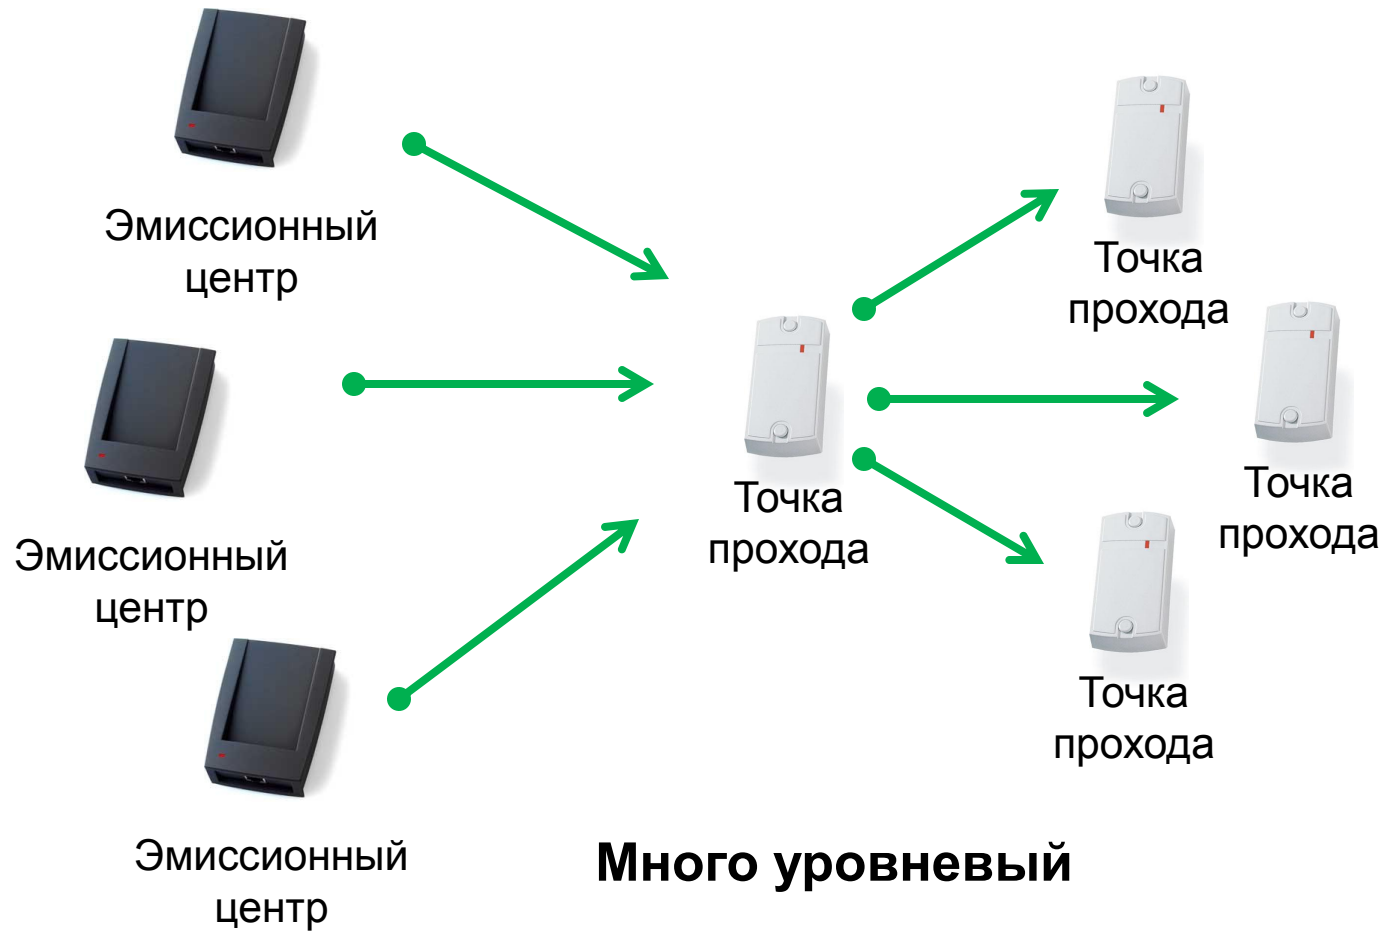 Эмиссионный
центр
Точка
прохода
Точка
прохода
Точка
прохода
Эмиссионный
центр
Точка
прохода
Эмиссионный
центр
Много уровневый